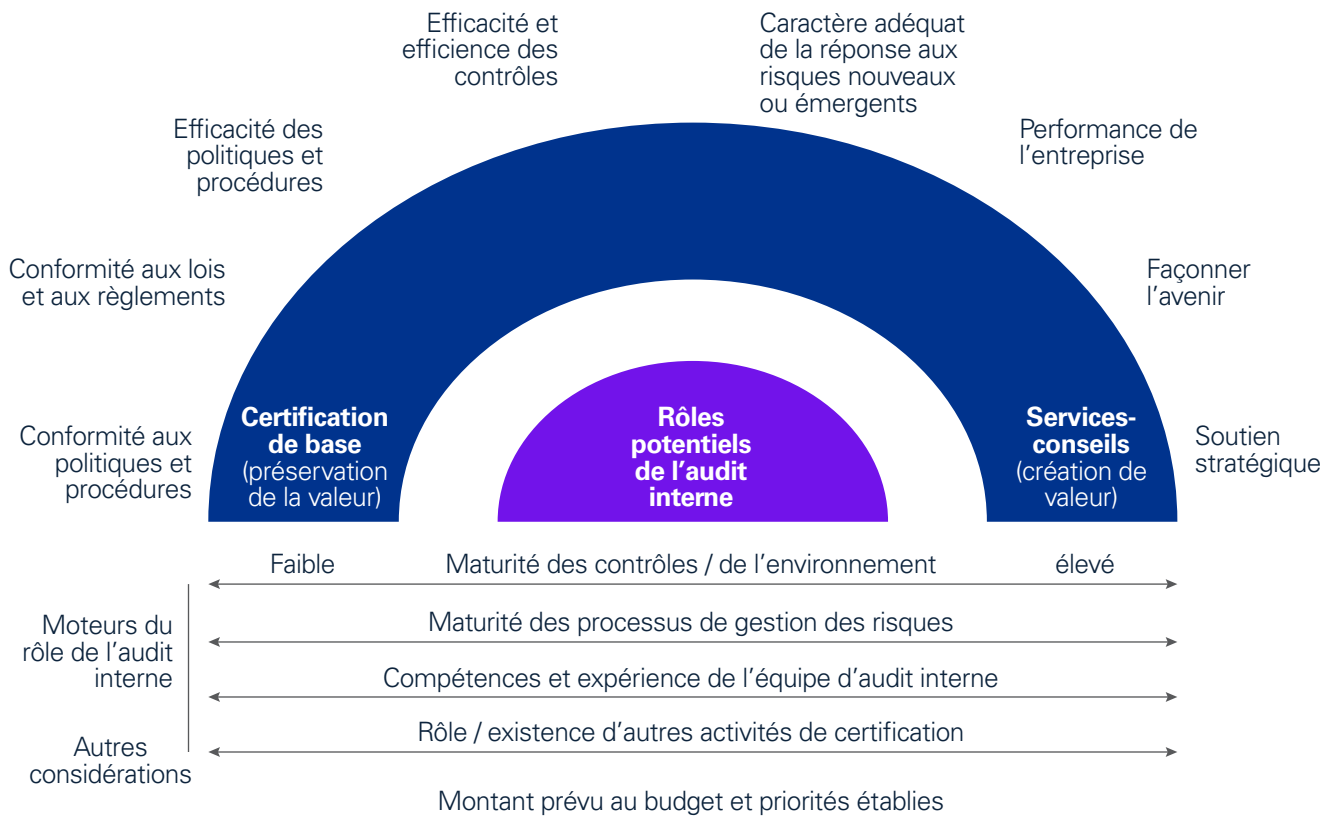 Efficacité et
efficience des
contrôles
Caractère adéquat
de la réponse aux
risques nouveaux
ou émergents
Efficacité des
politiques et
procédures
Performance de
l'entreprise
Conformité aux lois
et aux règlements
Façonner
l'avenir
Conformité aux
politiques et
procédures
Certification
de base
(préservation
de la valeur)
Rôles
potentiels
de l'audit
interne
Services-
conseils
(création de
valeur)
Soutien
stratégique
Faible
Maturité des contrôles / de l'environnement
élevé
Moteurs du
rôle de l'audit
interne
Maturité des processus de gestion des risques
Compétences et expérience de l'équipe d'audit interne
Rôle / existence d'autres activités de certification
Autres
considérations
Montant prévu au budget et priorités établies